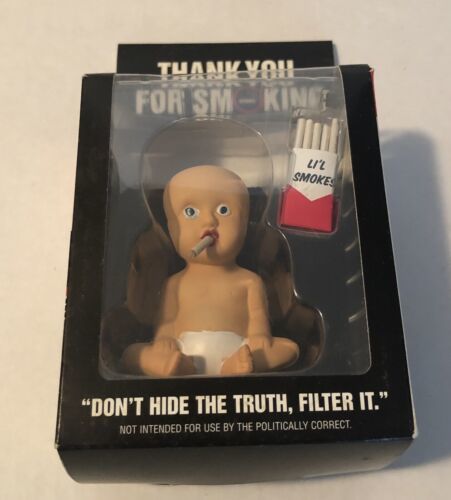 THANK YOU
FOR SMOKING
LI'L
SMOKES
"DON'T HIDE THE TRUTH, FILTER IT."
NOT INTENDED FOR USE BY THE POLITICALLY CORRECT.